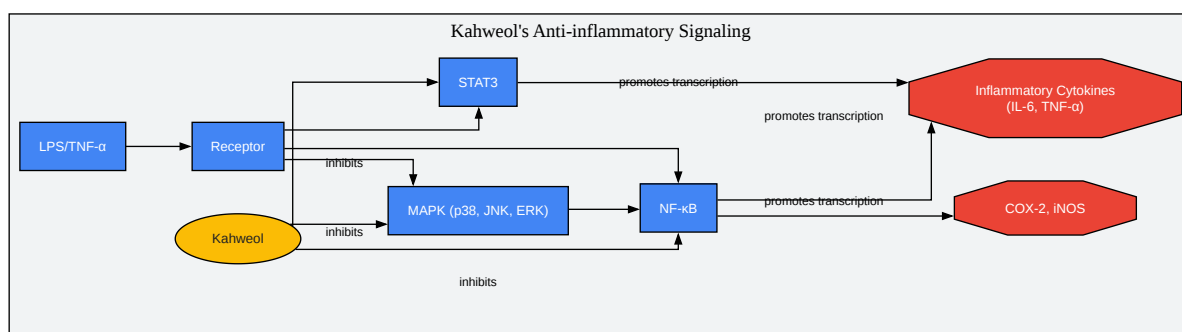 Kahweol's Anti-inflammatory Signaling
STAT3
promotes transcription
Inflammatory Cytokines
(IL-6, TNF-α)
promotes transcription
LPS/TNF-α
Receptor
inhibits
MAPK (p38, JNK, ERK)
NF-κB
promotes transcription
COX-2, iNOS
Kahweol
inhibits
inhibits